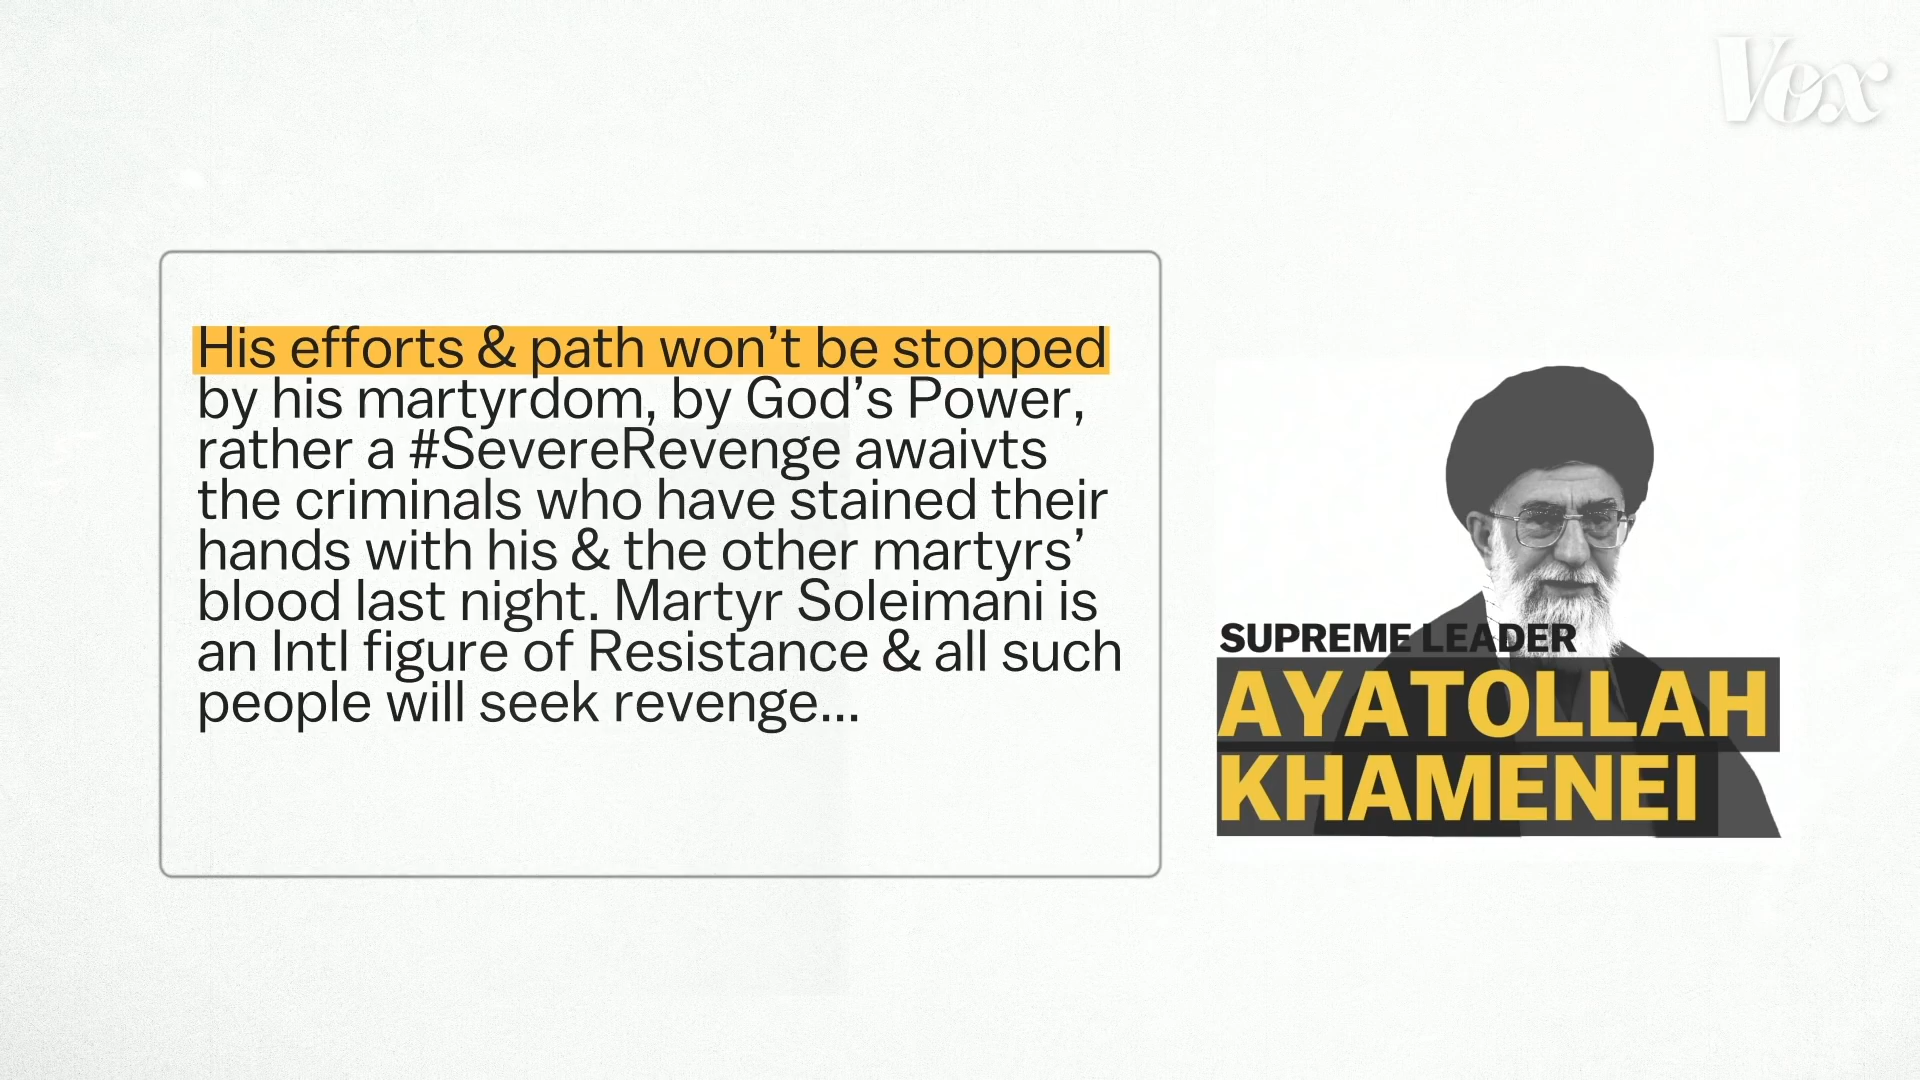 Vox
His efforts & path won’t be stopped
by his martyrdom, by God’s Power,
rather a #SevereRevenge awaivts
the criminals who have stained their
hands with his & the other martyrs’
blood last night. Martyr Soleimani is
an Intl figure of Resistance & all such
people will seek revenge...
SUPREME LEADER
AYATOLLAH
KHAMENEI